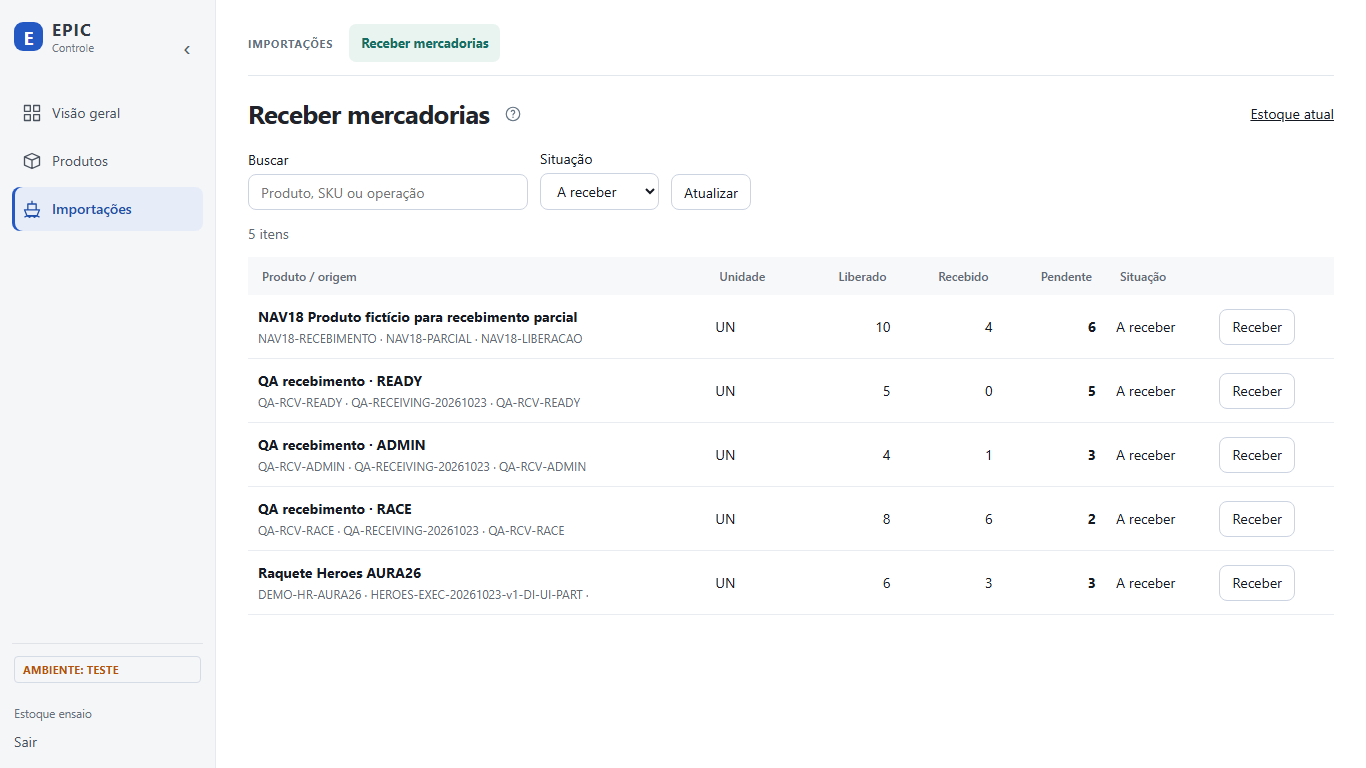 E
EPIC
Controle
Visão geral
Produtos
Importações
AMBIENTE: TESTE
Estoque ensaio
Sair
IMPORTAÇÕES Receber mercadorias
Receber mercadorias ?
Estoque atual
Buscar Situação
Produto, SKU ou operação A receber Atualizar
5 itens
Produto / origem Unidade Liberado Recebido Pendente Situação
NAV18 Produto fictício para recebimento parcial
NAV18-RECEBIMENTO · NAV18-PARCIAL · NAV18-LIBERACAO
UN 10 4 6 A receber Receber
QA recebimento · READY
QA-RCV-READY · QA-RECEIVING-20261023 · QA-RCV-READY
UN 5 0 5 A receber Receber
QA recebimento · ADMIN
QA-RCV-ADMIN · QA-RECEIVING-20261023 · QA-RCV-ADMIN
UN 4 1 3 A receber Receber
QA recebimento · RACE
QA-RCV-RACE · QA-RECEIVING-20261023 · QA-RCV-RACE
UN 8 6 2 A receber Receber
Raquete Heroes AURA26
DEMO-HR-AURA26 · HEROES-EXEC-20261023-v1-DI-UI-PART ·
UN 6 3 3 A receber Receber